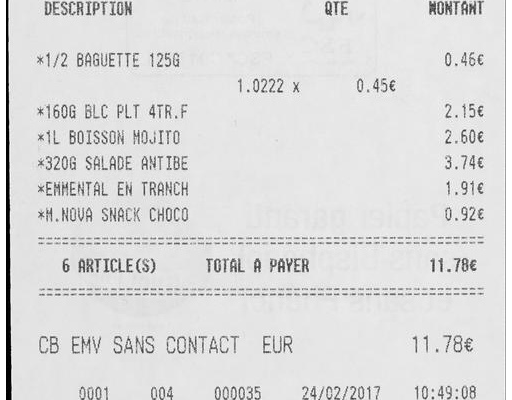 DESCRIPTION QTE MONTANT
*1/2 BAGUETTE 125G 0.46€
1.0222 x 0.45€
*160G BLC PLT 4TR.F 2.15€
*1L BOISSON MOJITO 2.60€
*320G SALADE ANTIBE 3.74€
*EMMENTAL EN TRANCH 1.91€
*M.NOVA SNACK CHOCO 0.92€
6 ARTICLE(S) TOTAL A PAYER 11.78€
CB EMV SANS CONTACT EUR 11.78€
0001 004 000035 24/02/2017 10:49:08